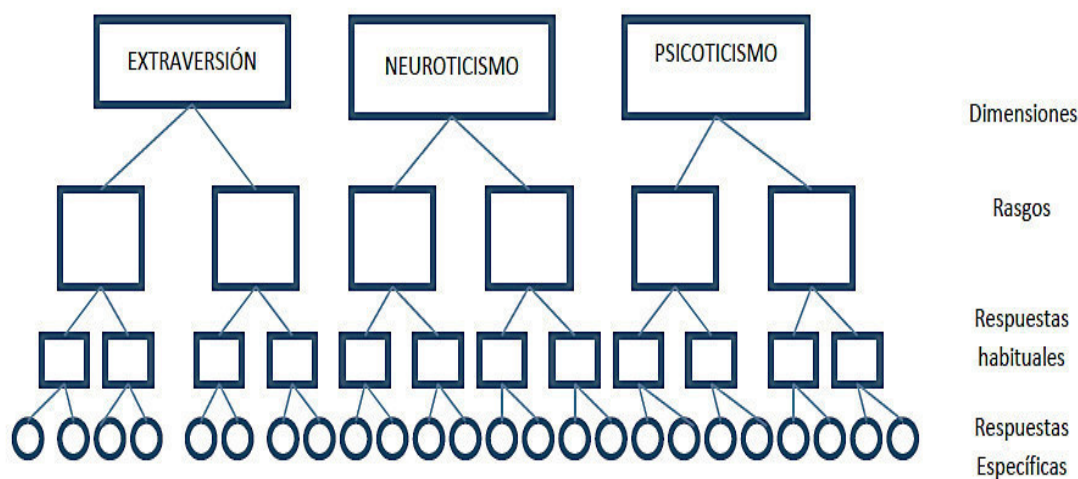 EXTRAVERSIÓN
NEUROTICISMO
PSICOTICISMO
Dimensiones
Rasgos
Respuestas
habituales
Respuestas
Específicas